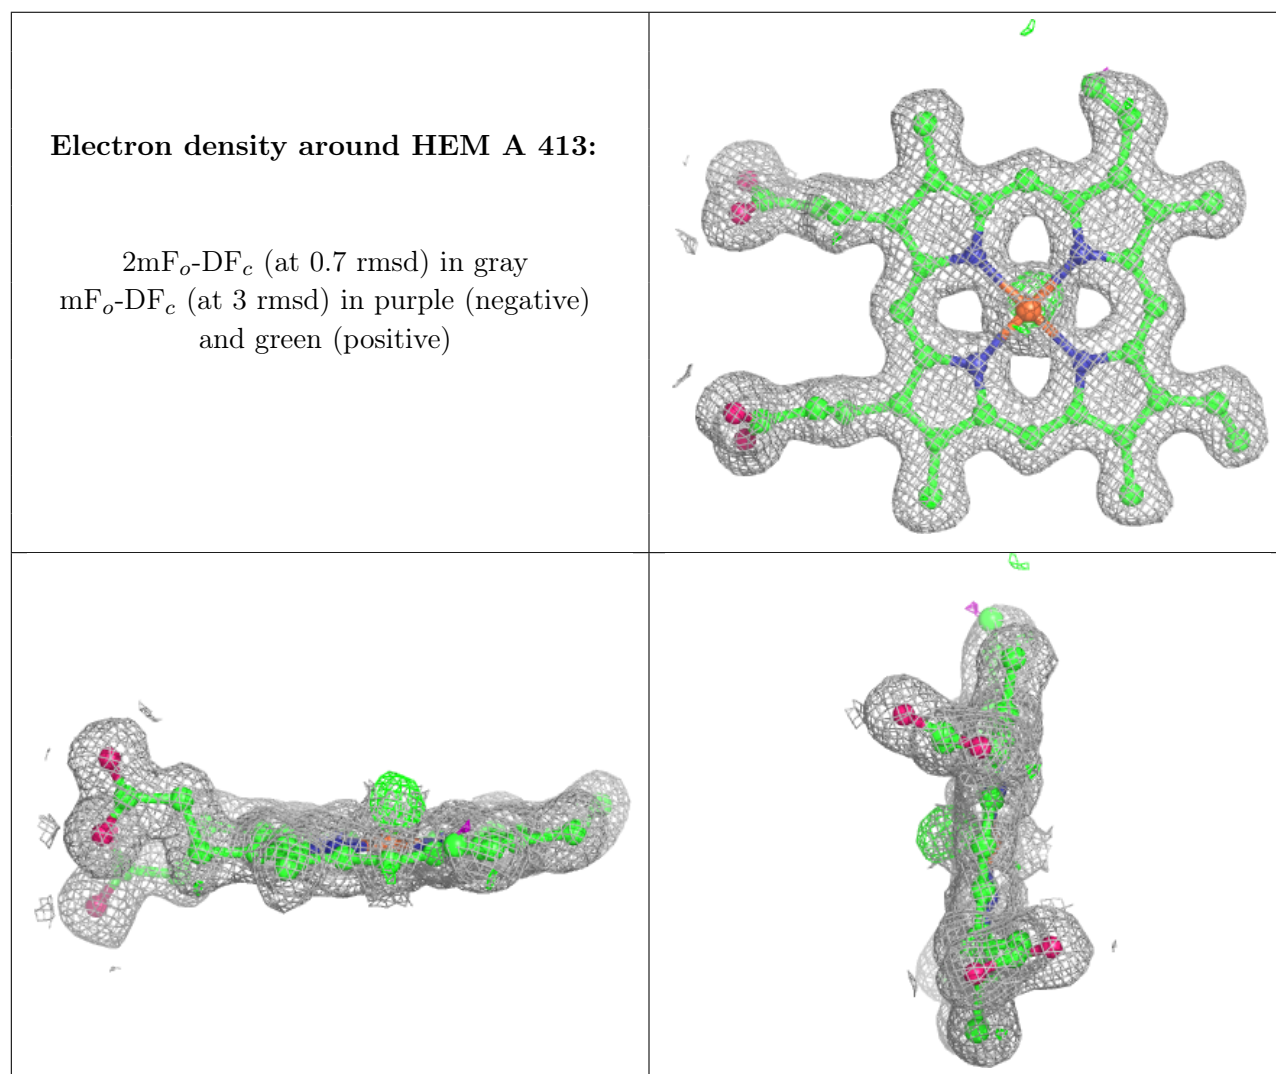 Electron density around HEM A 413:
2mFo-DFc (at 0.7 rmsd) in gray
mFo-DFc (at 3 rmsd) in purple (negative)
and green (positive)